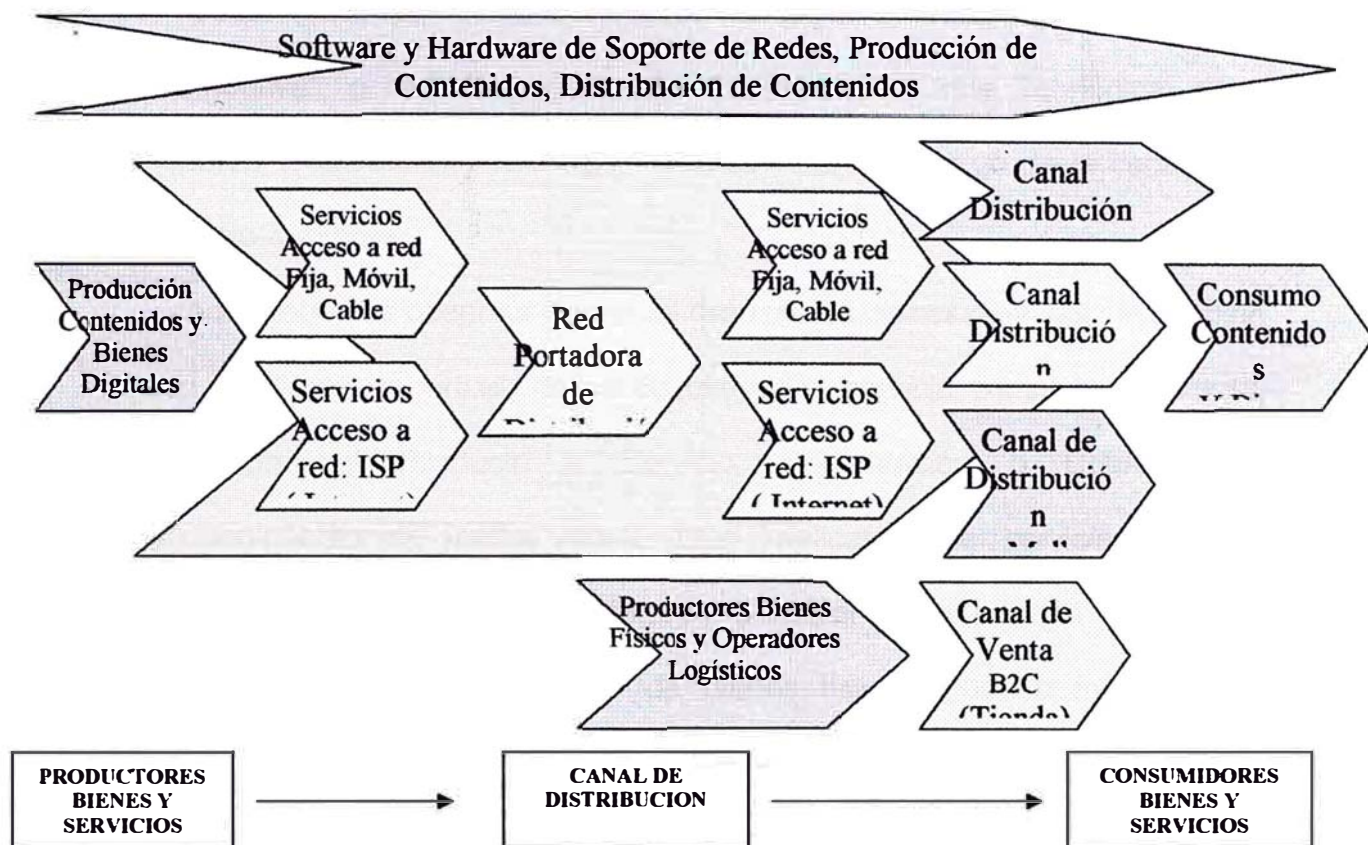 Software y Hardware de Soporte de Redes, Producción de
Contenidos, Distribución de Contenidos
Canal
Distribución
Servicios
Acceso a red
Fija, Móvil,
Cable
Servicios
Acceso a red
Fija, Móvil,
Cable
Producción
Contenidos y
Bienes
Digitales
Red
Portadora
de
Canal
Distribució
n
Consumo
Contenido
s
Servicios
Acceso a
red: ISP
Servicios
Acceso a
red: ISP
( Internet)
Canal de
Distribució
n
Productores Bienes
Físicos y Operadores
Logísticos
Canal de
Venta
B2C
(Tienda)
PRODUCTORES
BIENES Y
SERVICIOS
CANAL DE
DISTRIBUCION
CONSUMIDORES
BIENES Y
SERVICIOS